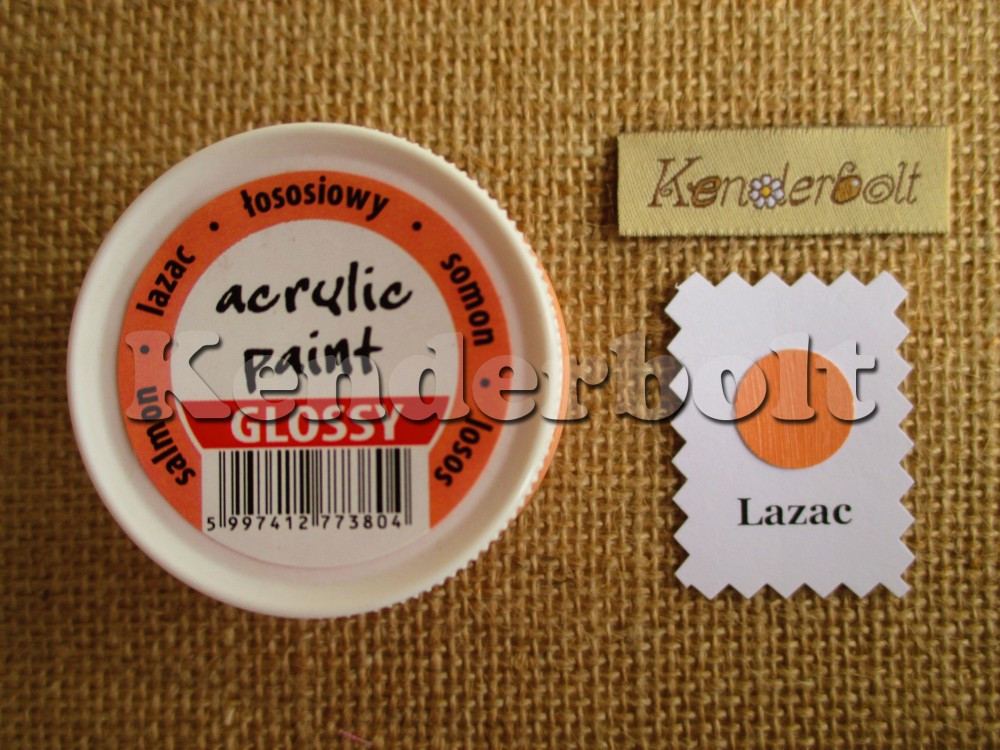 salmon • lazac • łososiowy • somon • losos
acrylic
paint
GLOSSY
5 997412 773804
Kenderbolt
Lazac
Kenderbolt